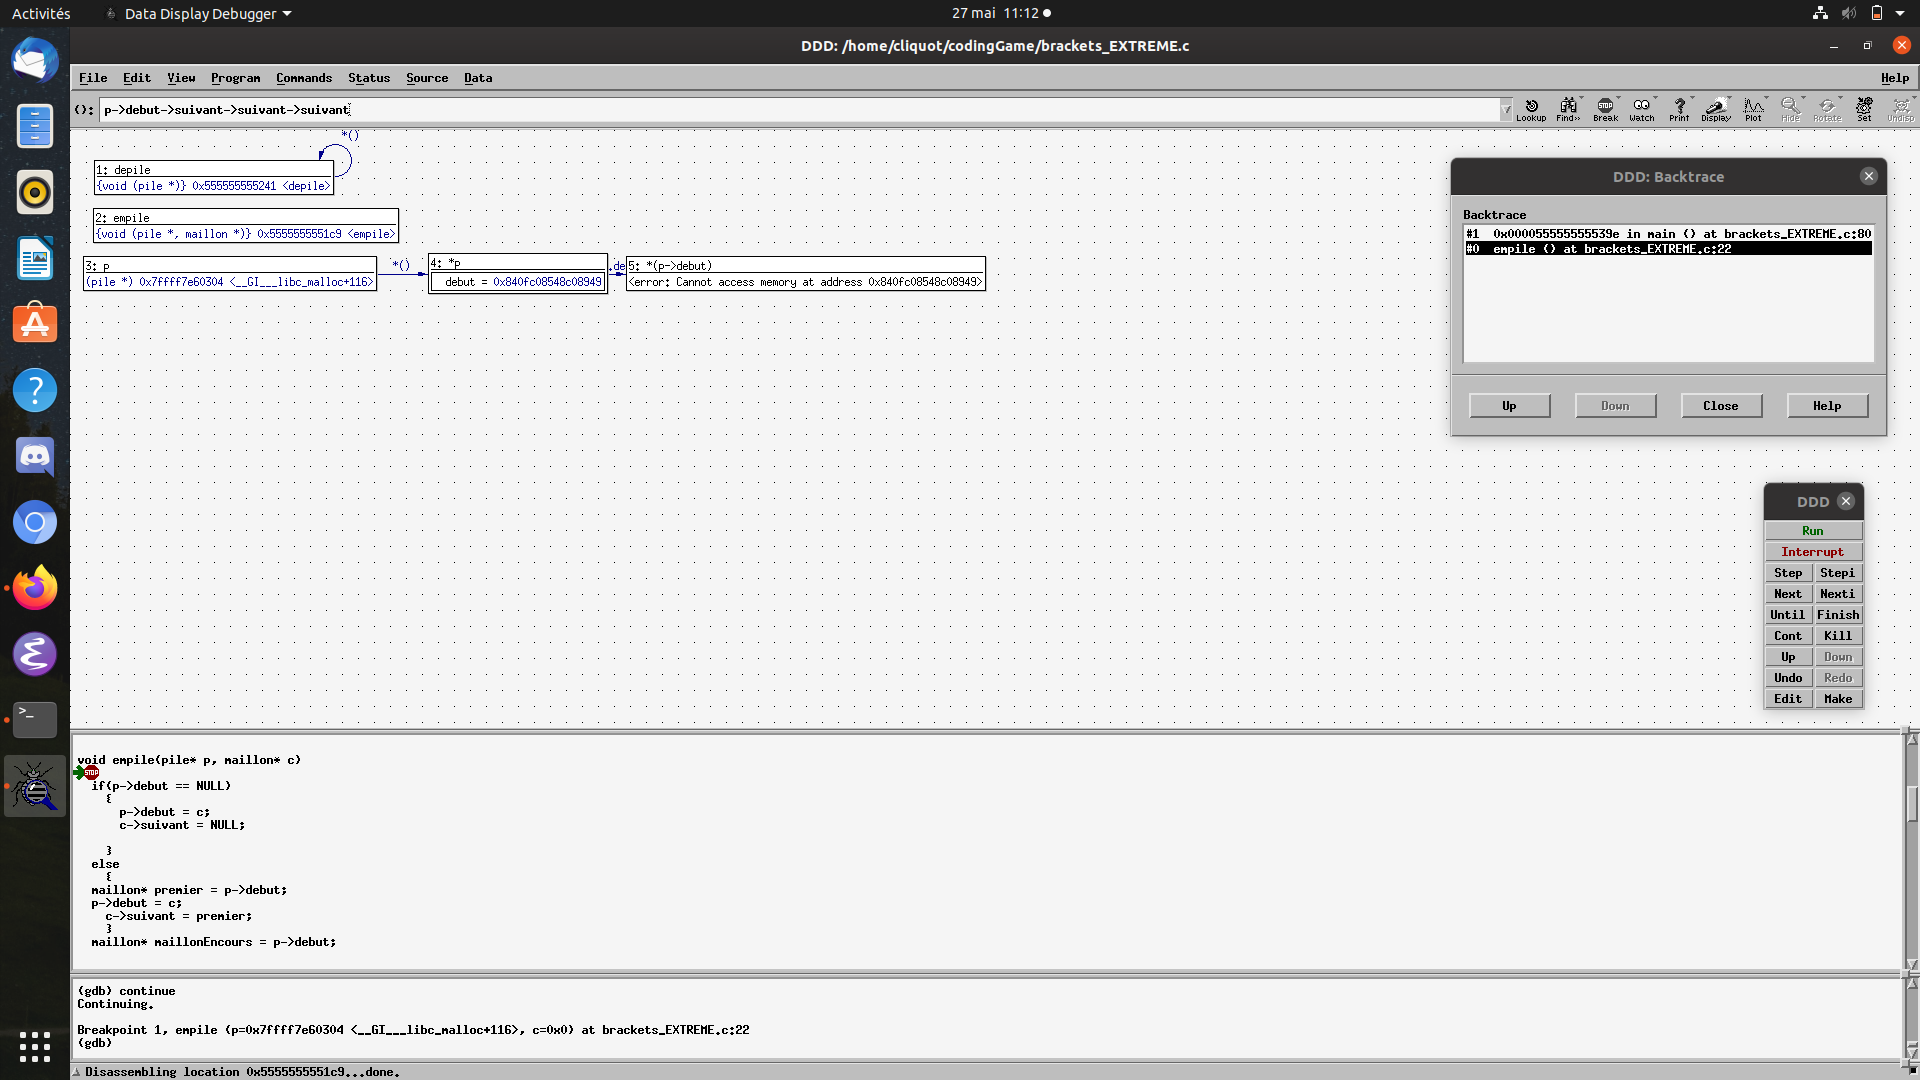 Activités
Data Display Debugger
27 mai 11:12
DDD: /home/cliquot/codingGame/brackets_EXTREME.c
File Edit View Program Commands Status Source Data Help
(): p->debut->suivant->suivant->suivant
Lookup Find>> Break Watch Print Display Plot Hide Rotate Set Undisp
*()
1: depile
{void (pile *)} 0x555555555241 <depile>
2: empile
{void (pile *, maillon *)} 0x5555555551c9 <empile>
3: p
(pile *) 0x7ffff7e60304 <__GI___libc_malloc+116>
*()
4: *p
debut = 0x840fc08548c08949
.de
5: *(p->debut)
<error: Cannot access memory at address 0x840fc08548c08949>
DDD: Backtrace
Backtrace
#1 0x000055555555539e in main () at brackets_EXTREME.c:80
#0 empile () at brackets_EXTREME.c:22
Up Down Close Help
DDD
Run
Interrupt
Step Stepi
Next Nexti
Until Finish
Cont Kill
Up Down
Undo Redo
Edit Make
void empile(pile* p, maillon* c)
STOP
if(p->debut == NULL)
{
p->debut = c;
c->suivant = NULL;
}
else
{
maillon* premier = p->debut;
p->debut = c;
c->suivant = premier;
}
maillon* maillonEncours = p->debut;
(gdb) continue
Continuing.
Breakpoint 1, empile (p=0x7ffff7e60304 <__GI___libc_malloc+116>, c=0x0) at brackets_EXTREME.c:22
(gdb)
Disassembling location 0x5555555551c9...done.